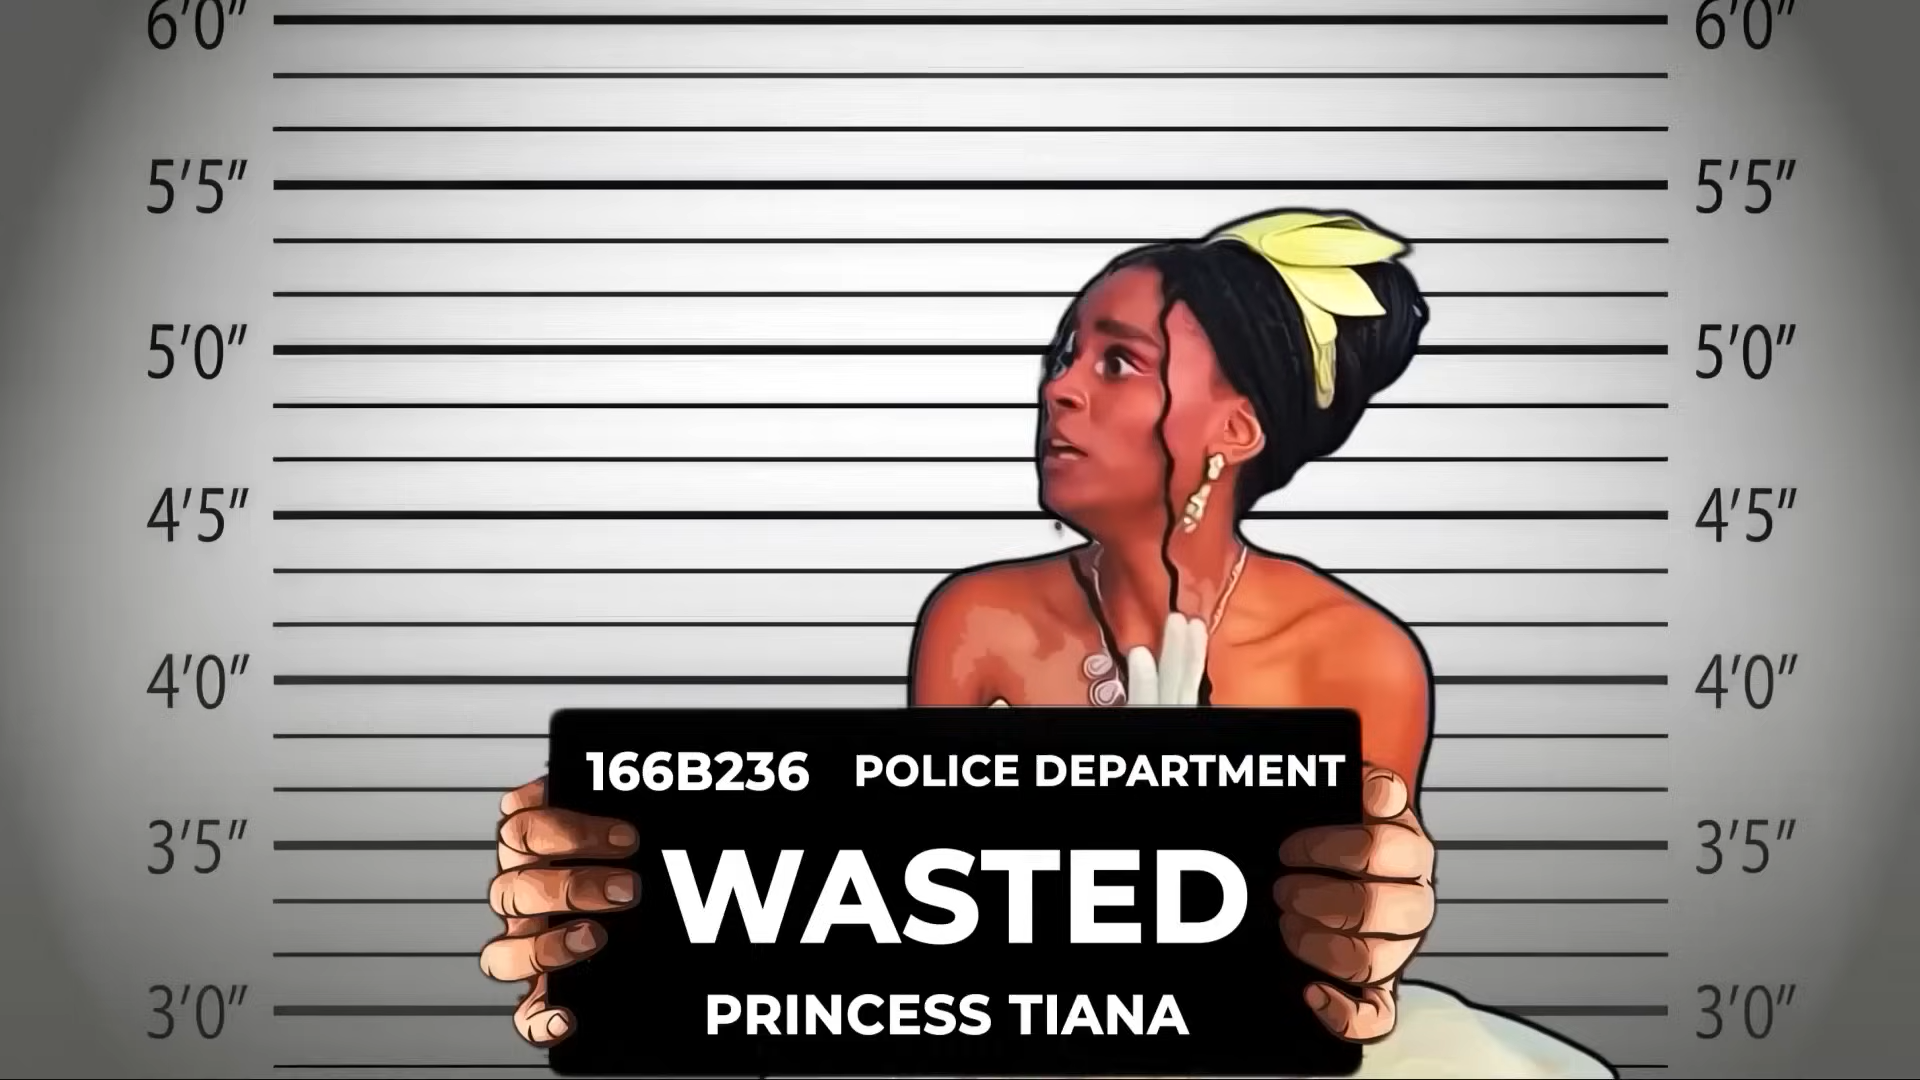 6'0" 6'0"
5'5" 5'5"
5'0" 5'0"
4'5" 4'5"
4'0" 4'0"
166B236 POLICE DEPARTMENT
3'5" 3'5"
WASTED
3'0" PRINCESS TIANA 3'0"